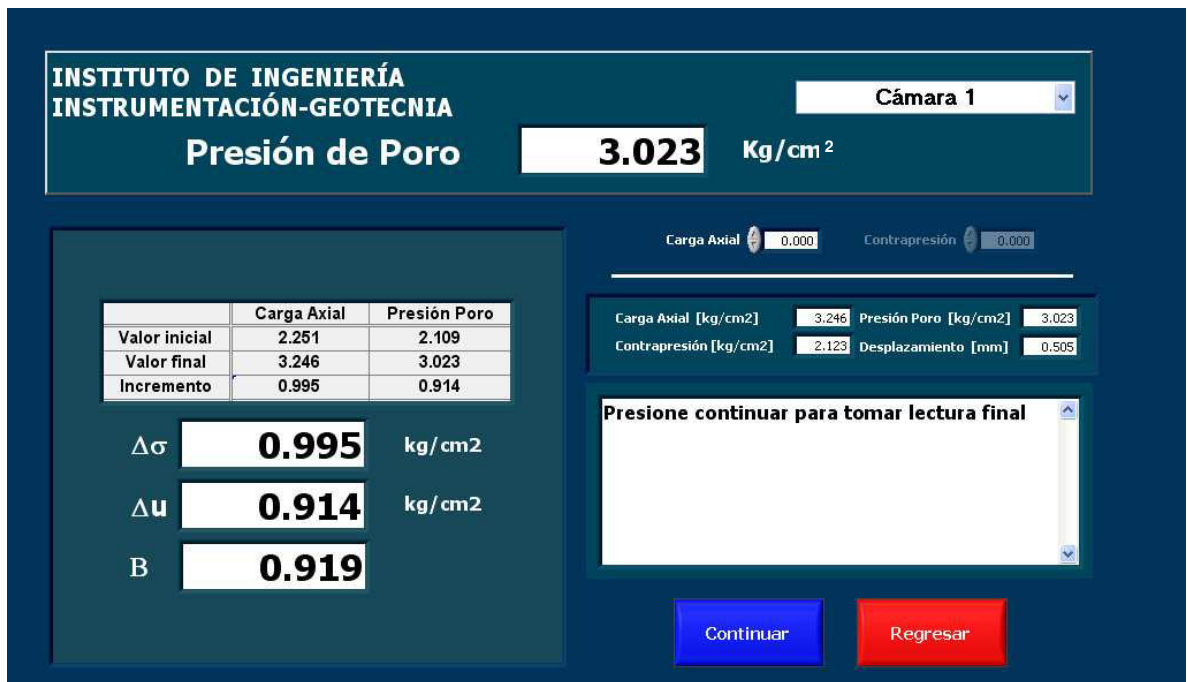 INSTITUTO DE INGENIERÍA
INSTRUMENTACIÓN-GEOTECNIA
Cámara 1
Presión de Poro 3.023 Kg/cm 2
Carga Axial 0.000 Contrapresión 0.000
Carga Axial Presión Poro
Valor inicial 2.251 2.109
Valor final 3.246 3.023
Incremento 0.995 0.914
Δσ 0.995 kg/cm2
Δu 0.914 kg/cm2
B 0.919
Carga Axial [kg/cm2] 3.246 Presión Poro [kg/cm2] 3.023
Contrapresión [kg/cm2] 2.123 Desplazamiento [mm] 0.505
Presione continuar para tomar lectura final
Continuar Regresar